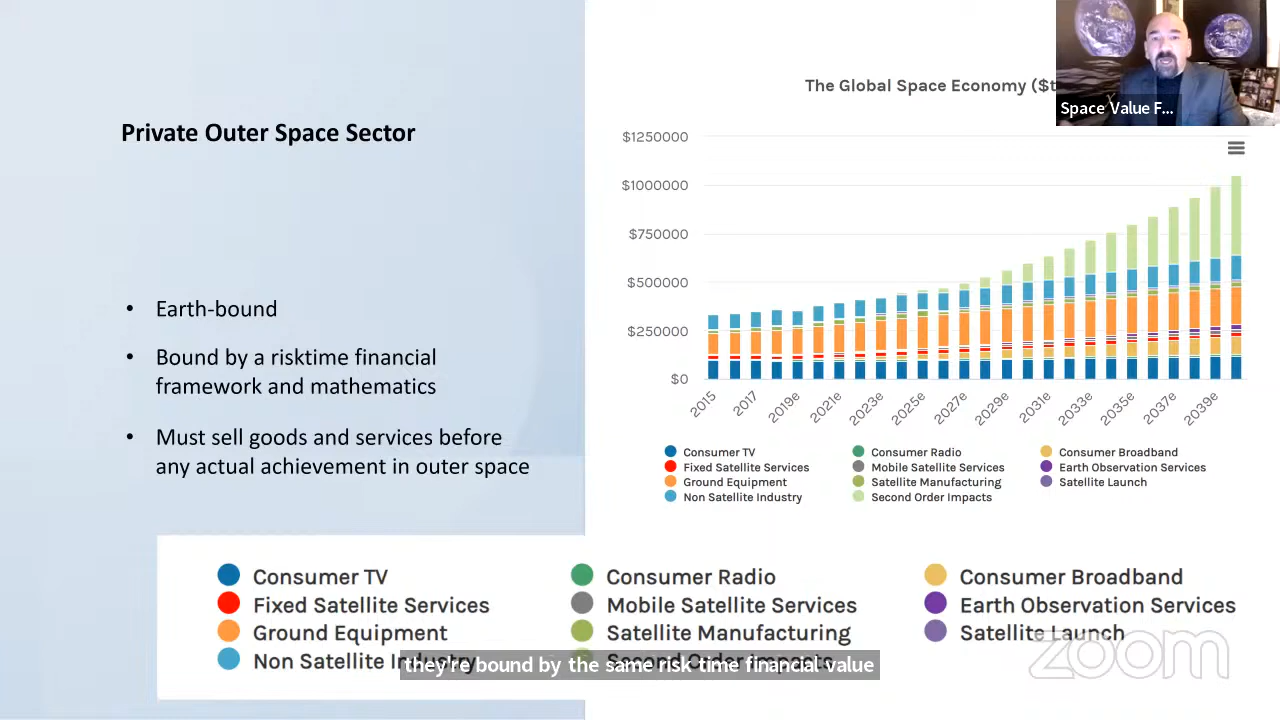 Private Outer Space Sector
• Earth-bound
• Bound by a risktime financial
framework and mathematics
• Must sell goods and services before
any actual achievement in outer space
The Global Space Economy ($t
Space Value F...
$1250000
$1000000
$750000
$500000
$250000
$0
2015 2017 2019e 2021e 2023e 2025e 2027e 2029e 2031e 2033e 2035e 2037e 2039e
Consumer TV Consumer Radio Consumer Broadband
Fixed Satellite Services Mobile Satellite Services Earth Observation Services
Ground Equipment Satellite Manufacturing Satellite Launch
Non Satellite Industry Second Order Impacts
Consumer TV Consumer Radio Consumer Broadband
Fixed Satellite Services Mobile Satellite Services Earth Observation Services
Ground Equipment Satellite Manufacturing Satellite Launch
Non Satellite Industry Second Order Impacts
they're bound by the same risk time financial value
zoom